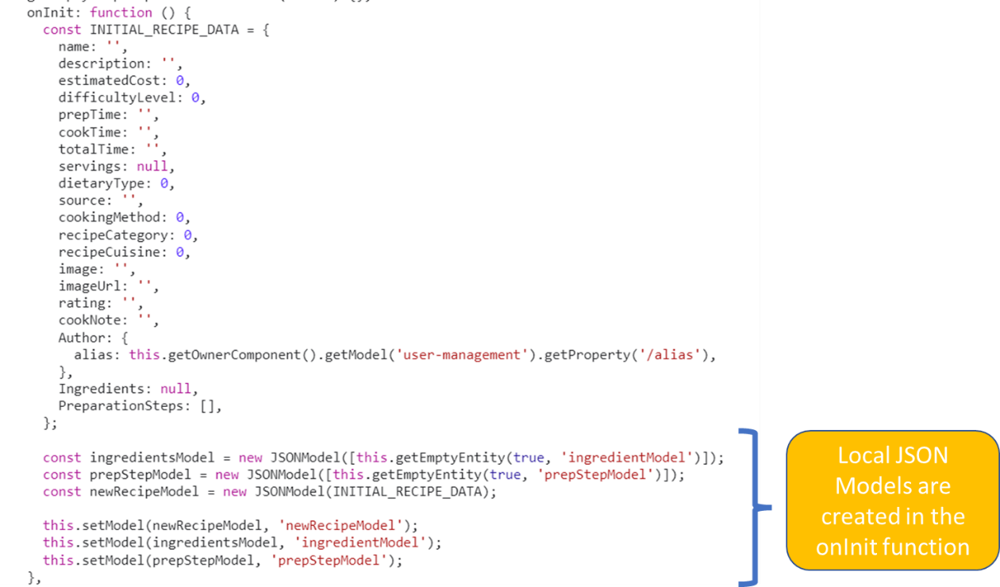 onInit: function () {
const INITIAL_RECIPE_DATA = {
name: '',
description: '',
estimatedCost: 0,
difficultyLevel: 0,
prepTime: '',
cookTime: '',
totalTime: '',
servings: null,
dietaryType: 0,
source: '',
cookingMethod: 0,
recipeCategory: 0,
recipeCuisine: 0,
image: '',
imageUrl: '',
rating: '',
cookNote: '',
Author: {
alias: this.getOwnerComponent().getModel('user-management').getProperty('/alias'),
},
Ingredients: null,
PreparationSteps: [],
};
const ingredientsModel = new JSONModel([this.getEmptyEntity(true, 'ingredientModel')]);
const prepStepModel = new JSONModel([this.getEmptyEntity(true, 'prepStepModel')]);
const newRecipeModel = new JSONModel(INITIAL_RECIPE_DATA);
this.setModel(newRecipeModel, 'newRecipeModel');
this.setModel(ingredientsModel, 'ingredientModel');
this.setModel(prepStepModel, 'prepStepModel');
},
Local JSON
Models are
created in the
onInit function